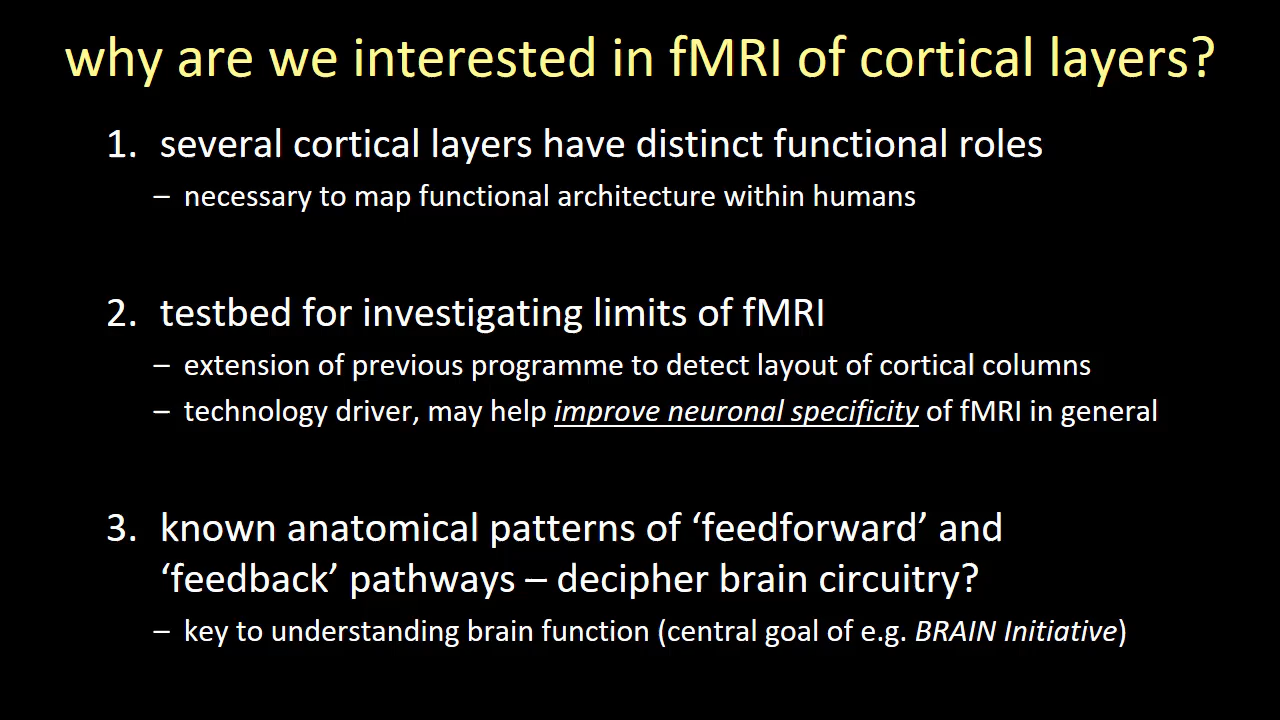 why are we interested in fMRI of cortical layers?
1. several cortical layers have distinct functional roles
– necessary to map functional architecture within humans
2. testbed for investigating limits of fMRI
– extension of previous programme to detect layout of cortical columns
– technology driver, may help improve neuronal specificity of fMRI in general
3. known anatomical patterns of ‘feedforward’ and
‘feedback’ pathways – decipher brain circuitry?
– key to understanding brain function (central goal of e.g. BRAIN Initiative)